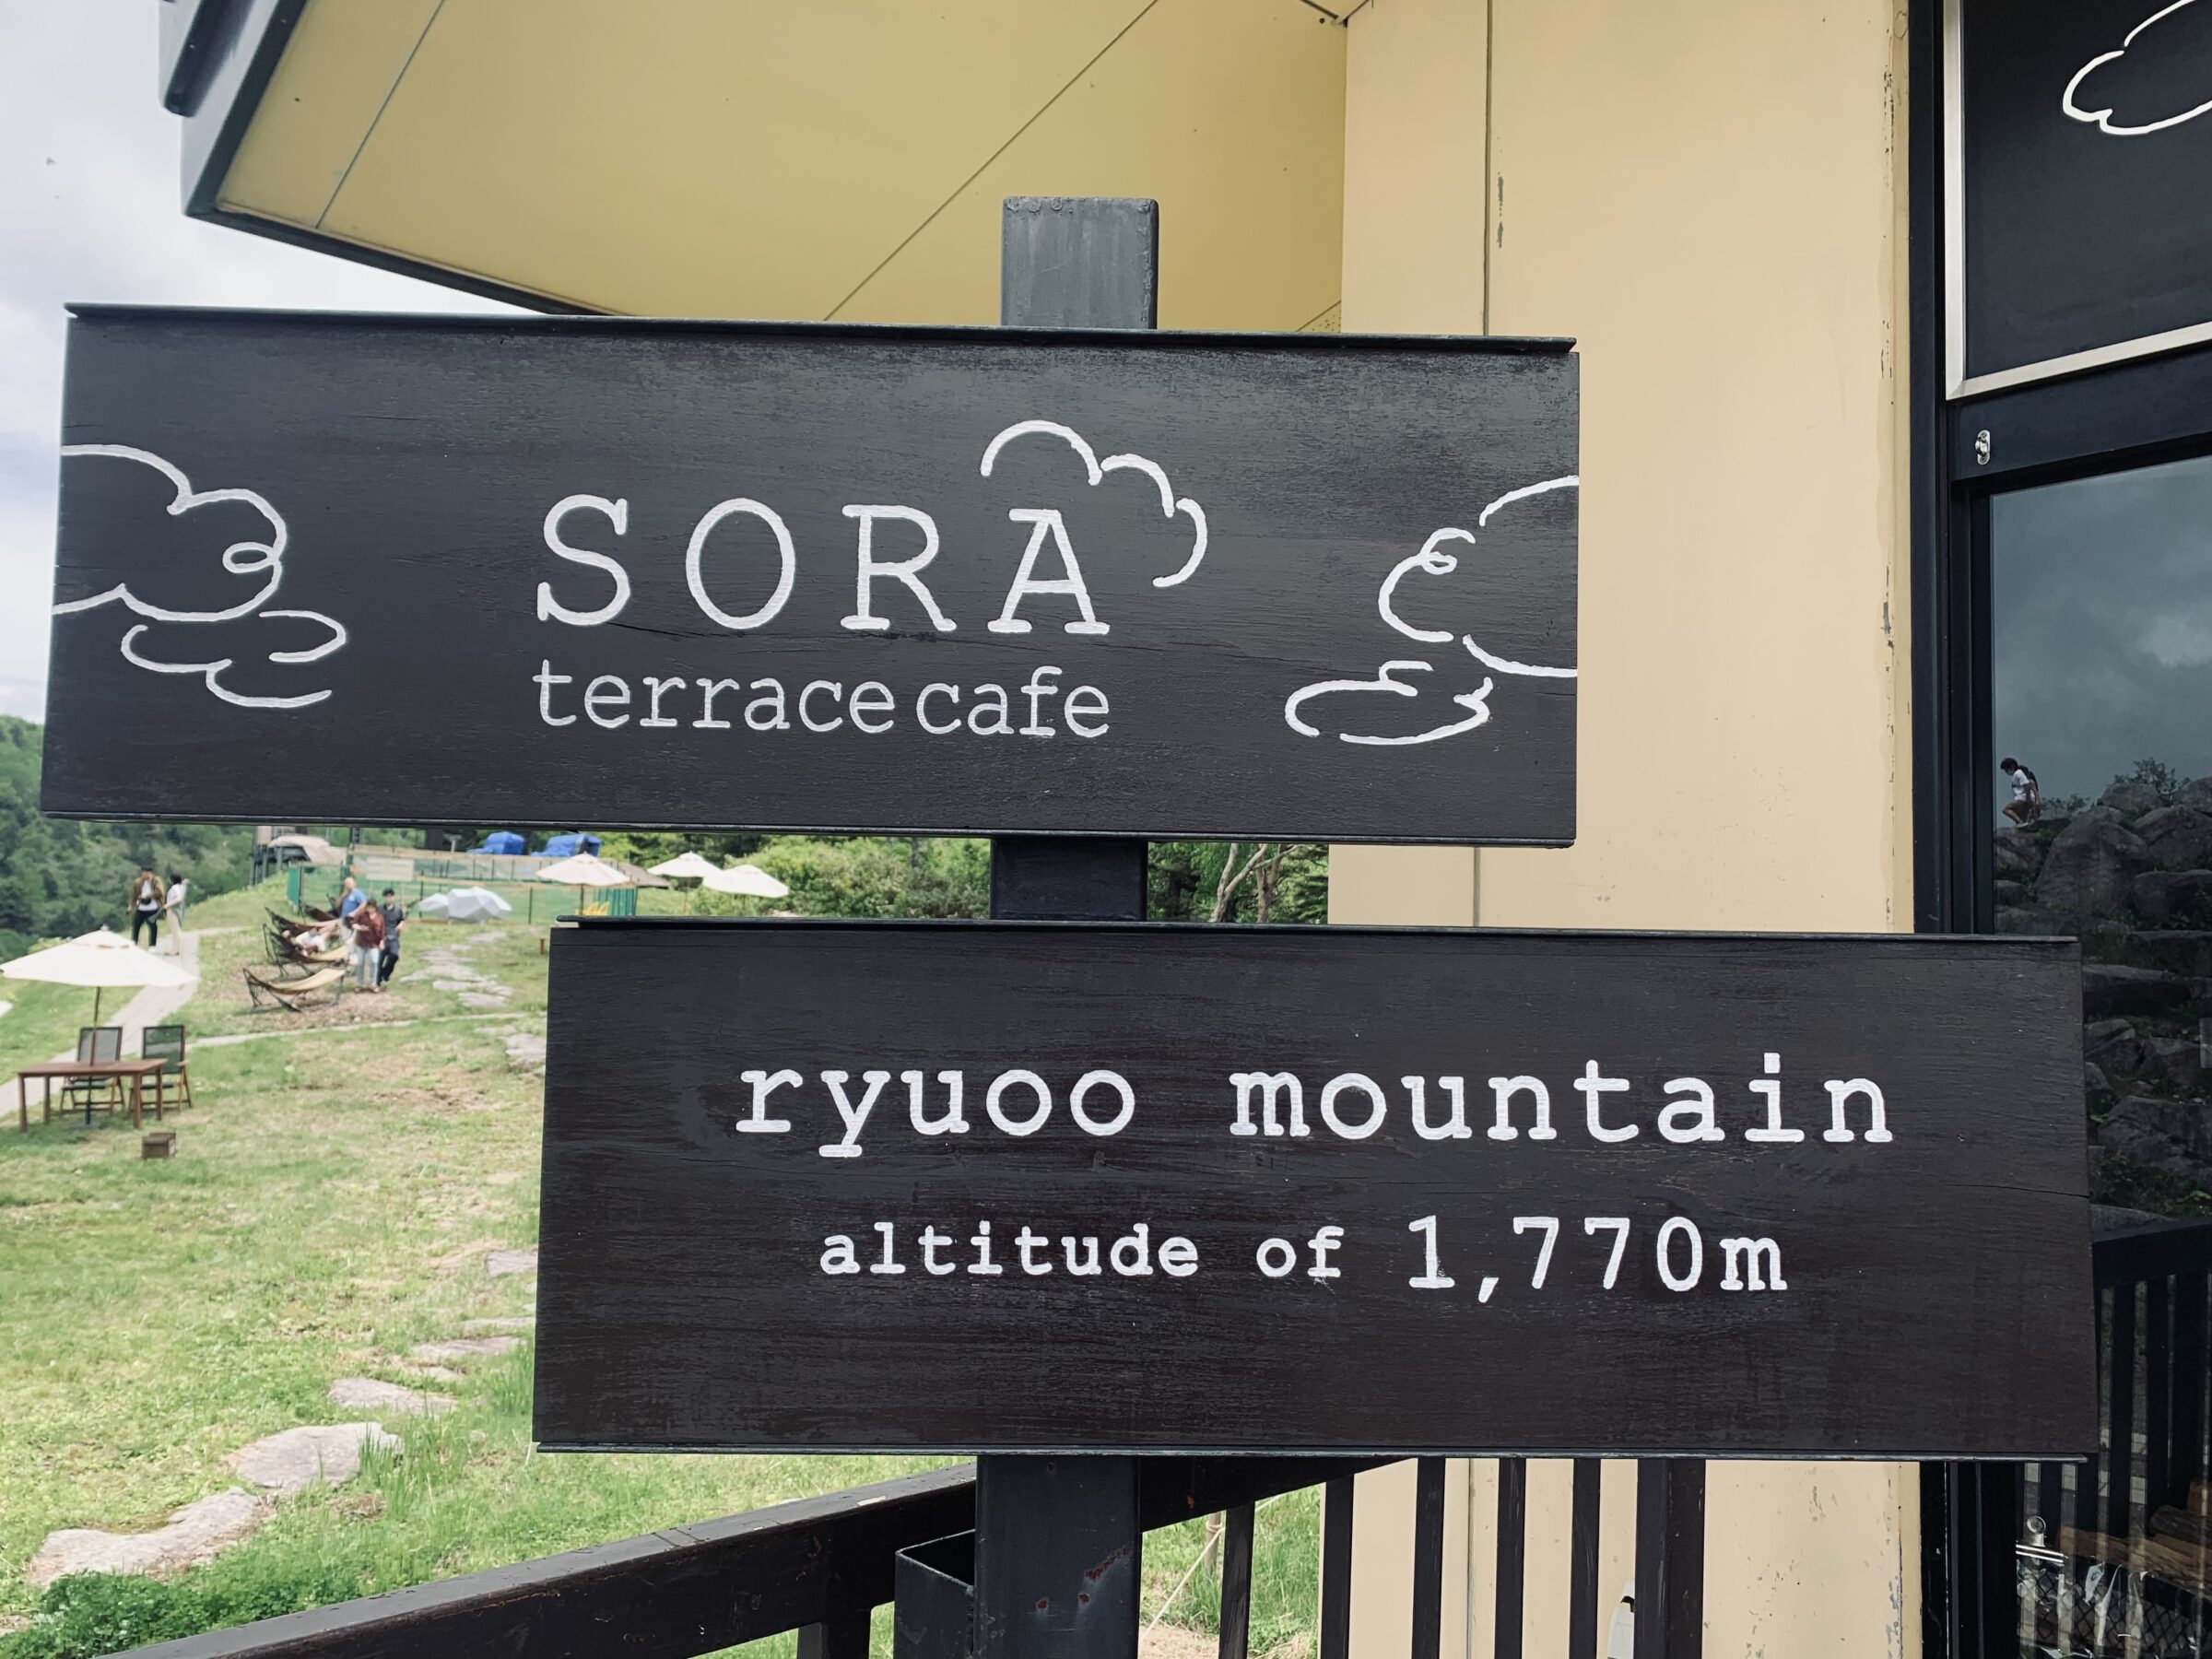 SORA
terrace cafe
ryuoo mountain
altitude of 1,770m